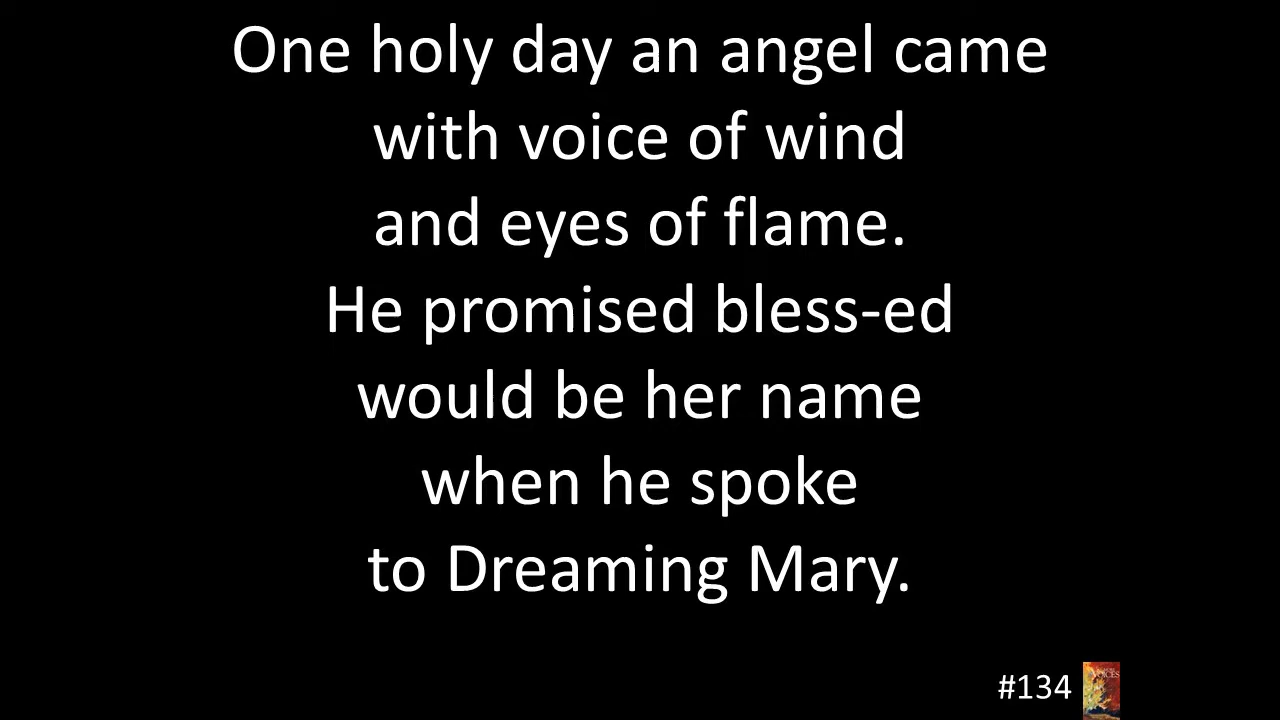 One holy day an angel came
with voice of wind
and eyes of flame.
He promised bless-ed
would be her name
when he spoke
to Dreaming Mary.
#134
VOICES